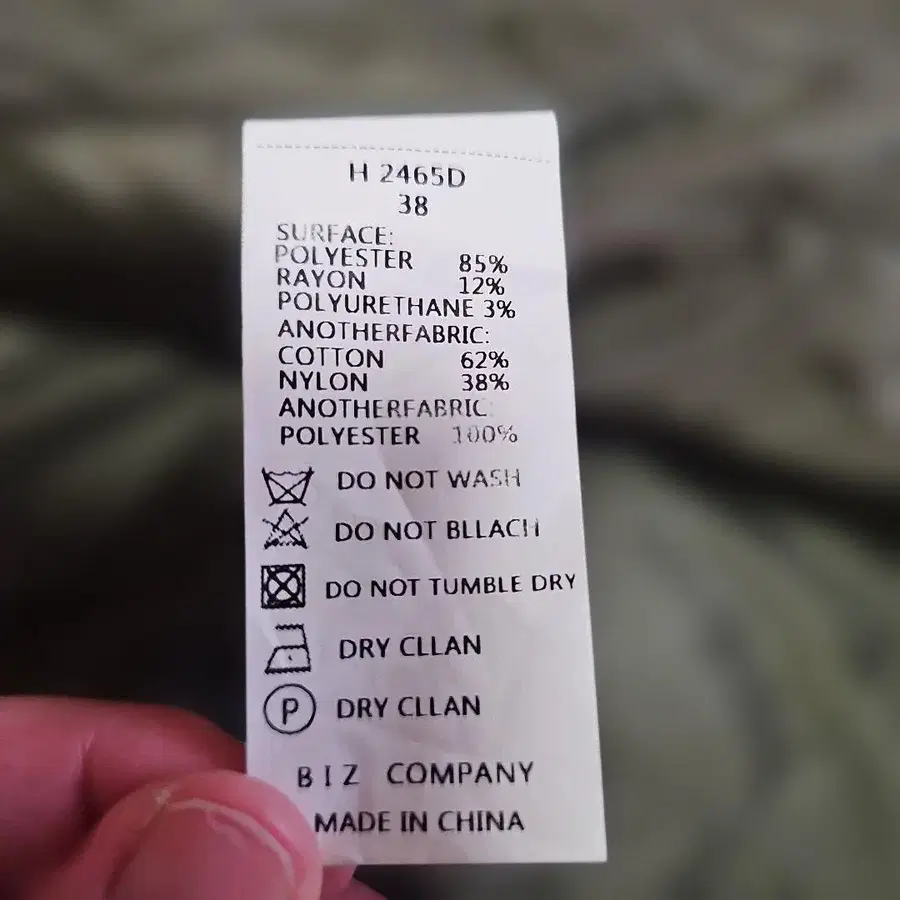 H 2465D
38
SURFACE:
POLYESTER 85%
RAYON 12%
POLYURETHANE 3%
ANOTHERFABRIC:
COTTON 62%
NYLON 38%
ANOTHERFABRIC:
POLYESTER 100%
DO NOT WASH
DO NOT BLLACH
DO NOT TUMBLE DRY
DRY CLLAN
P DRY CLLAN
BIZ COMPANY
MADE IN CHINA